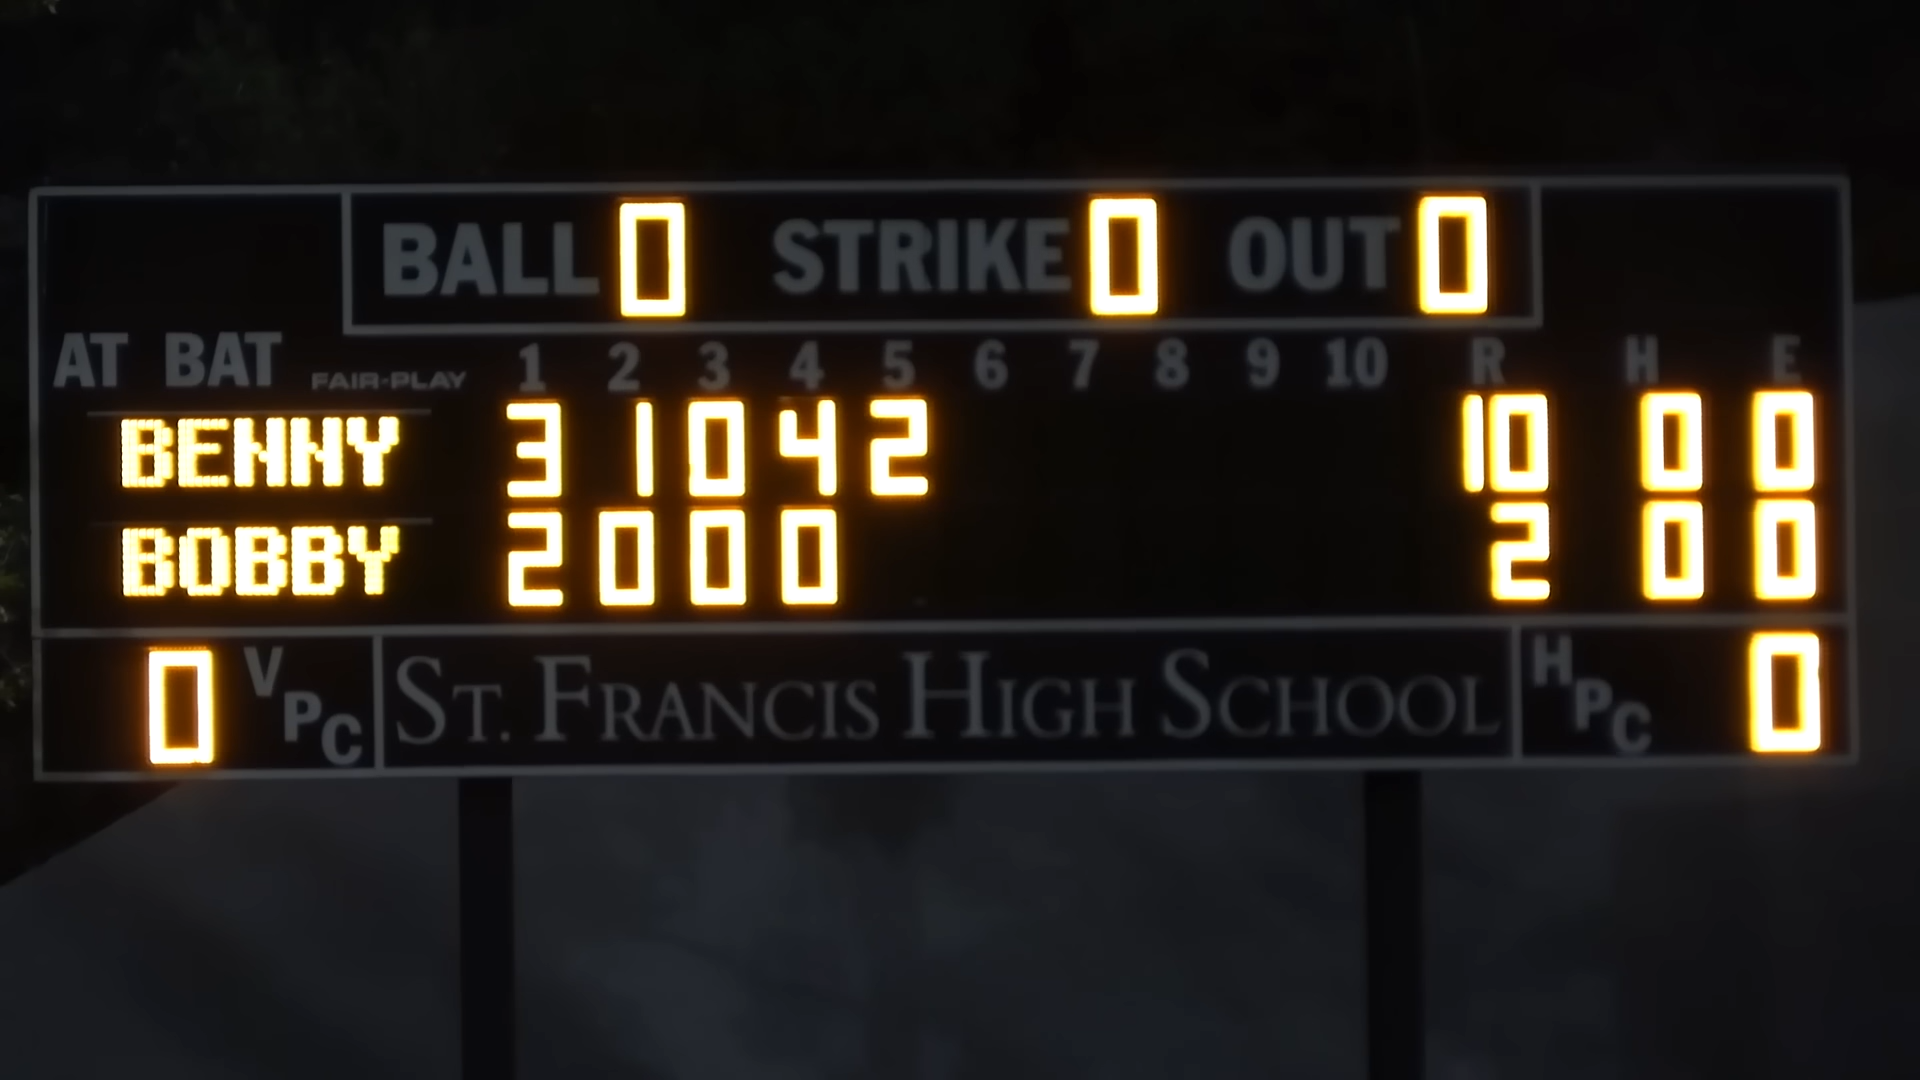 BALL 0 STRIKE 0 OUT 0
AT BAT FAIR-PLAY 1 2 3 4 5 6 7 8 9 10 R H E
BENNY 3 1 0 4 2 10 0 0
BOBBY 2 0 0 0 2 0 0
0 VPC ST. FRANCIS HIGH SCHOOL HPC 0